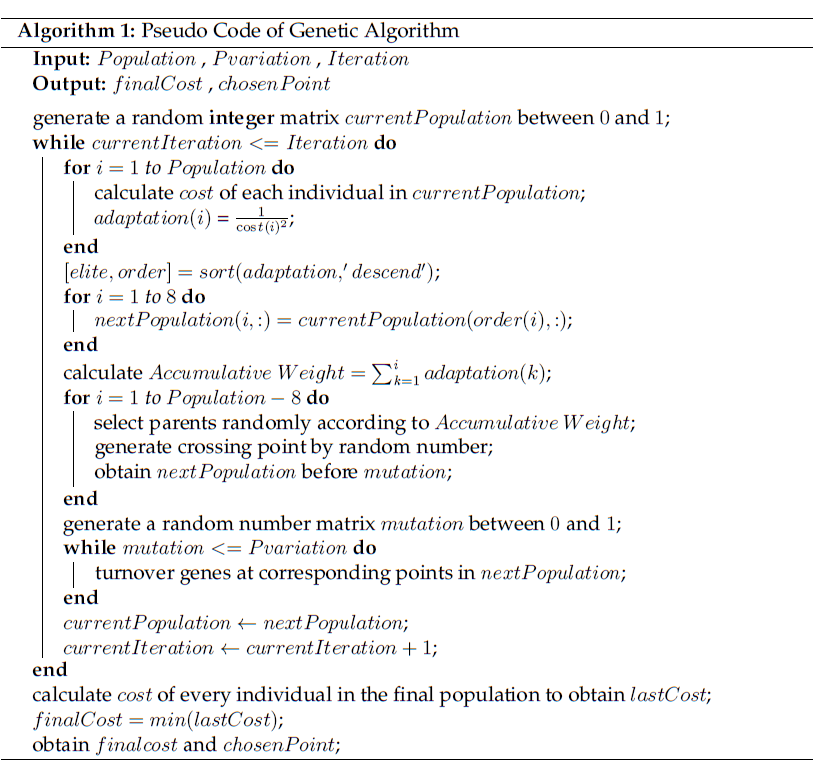 Algorithm 1: Pseudo Code of Genetic Algorithm
Input: Population , Pvariation , Iteration
Output: finalCost , chosenPoint
generate a random integer matrix currentPopulation between 0 and 1;
while currentIteration <= Iteration do
for i = 1 to Population do
calculate cost of each individual in currentPopulation;
adaptation(i) = \frac{1}{cost(i)^2};
end
[elite, order] = sort(adaptation,′ descend′);
for i = 1 to 8 do
nextPopulation(i,:) = currentPopulation(order(i),:);
end
calculate Accumulative Weight = \sum_{k=1}^{i} adaptation(k);
for i = 1 to Population − 8 do
select parents randomly according to Accumulative Weight;
generate crossing point by random number;
obtain nextPopulation before mutation;
end
generate a random number matrix mutation between 0 and 1;
while mutation <= Pvariation do
turnover genes at corresponding points in nextPopulation;
end
currentPopulation ← nextPopulation;
currentIteration ← currentIteration + 1;
end
calculate cost of every individual in the final population to obtain lastCost;
finalCost = min(lastCost);
obtain finalcost and chosenPoint;